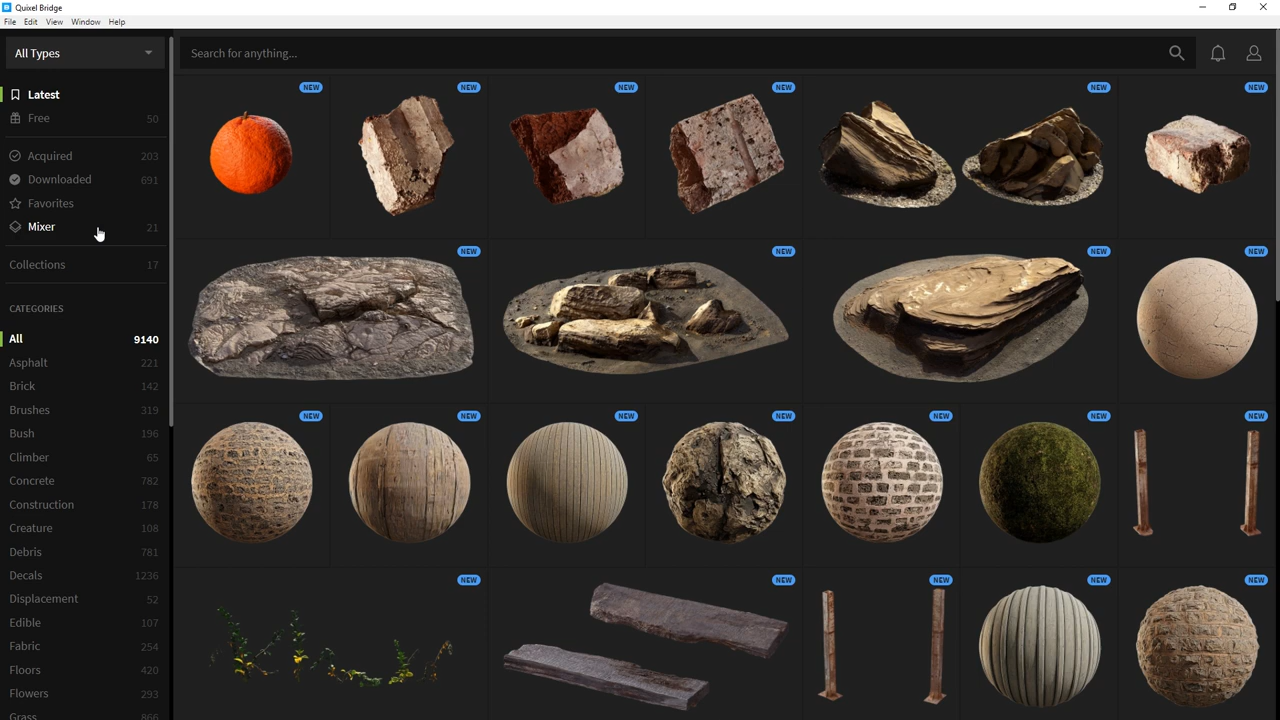 Quixel Bridge
File Edit View Window Help
All Types
Search for anything...
Latest
Free 50
Acquired 203
Downloaded 691
Favorites
Mixer 21
Collections 17
CATEGORIES
All 9140
Asphalt 221
Brick 142
Brushes 319
Bush 196
Climber 65
Concrete 782
Construction 178
Creature 108
Debris 781
Decals 1236
Displacement 52
Edible 107
Fabric 254
Floors 420
Flowers 293
Grass 866
NEW NEW NEW NEW NEW NEW
NEW NEW NEW NEW
NEW NEW NEW NEW NEW NEW NEW
NEW NEW NEW NEW NEW